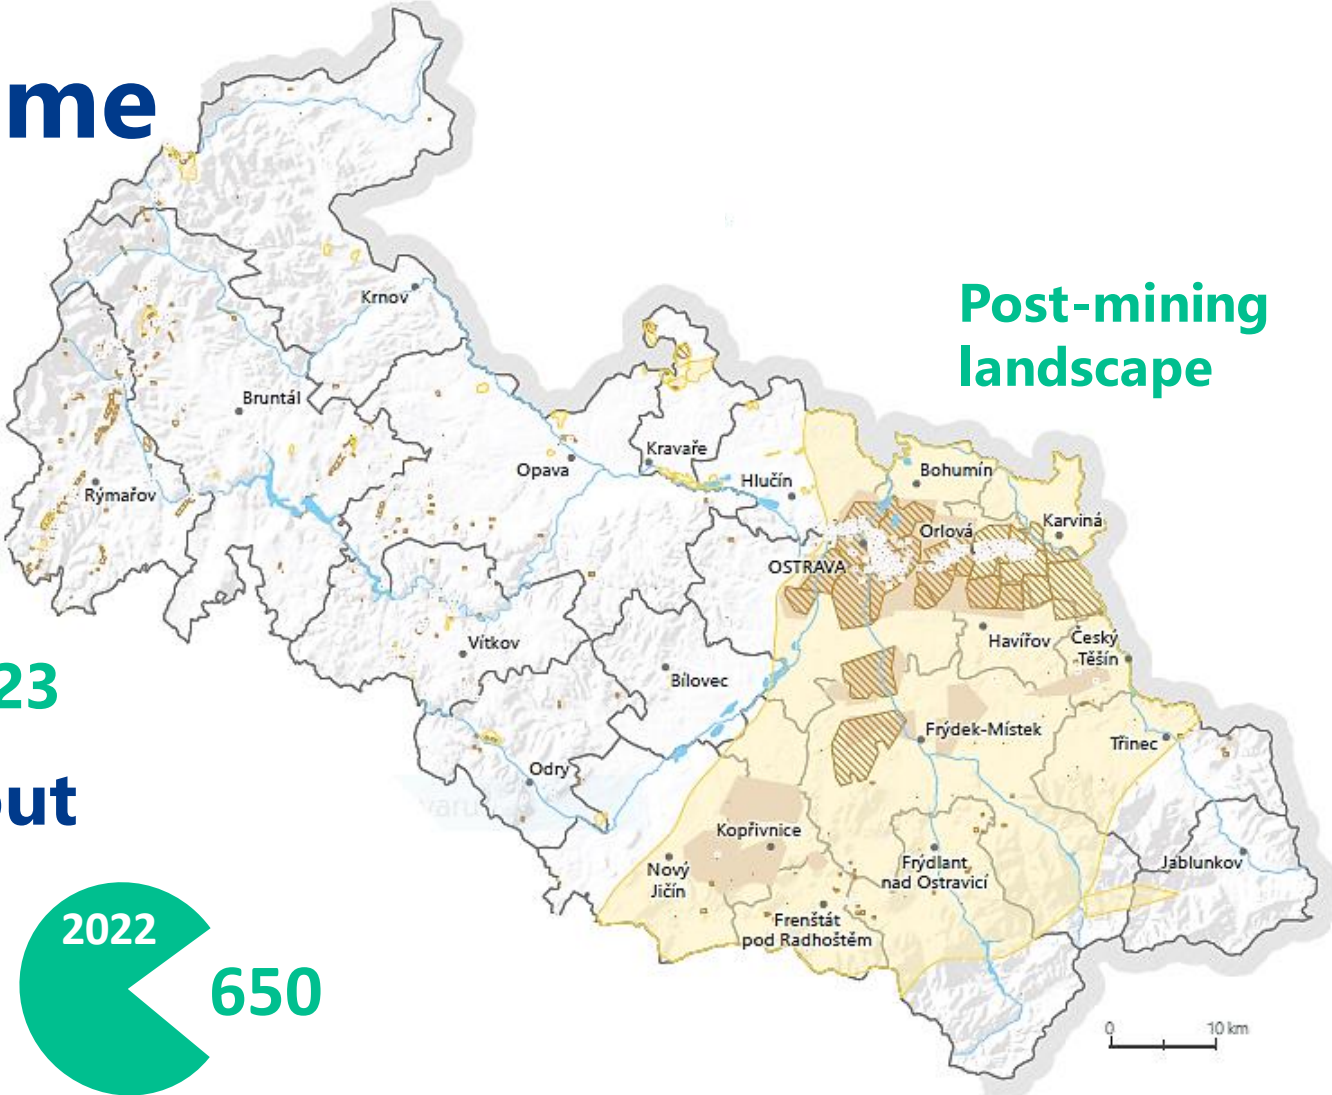 me
Post-mining
landscape
Krnov
Bruntál
Opava
Kravaře
Hlučín
Bohumín
Rýmařov
Orlová
Karviná
OSTRAVA
Vítkov
Havířov
Český
Těšín
23
Bílovec
Frýdek-Místek
Třinec
Odry
out
Kopřivnice
Nový
Jičín
Frýdlant
nad Ostravicí
Jablunkov
Frenštát
pod Radhoštěm
2022
650
0 10 km